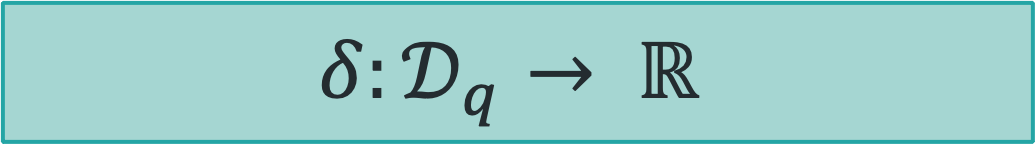 𝛿: 𝒟_q → ℝ